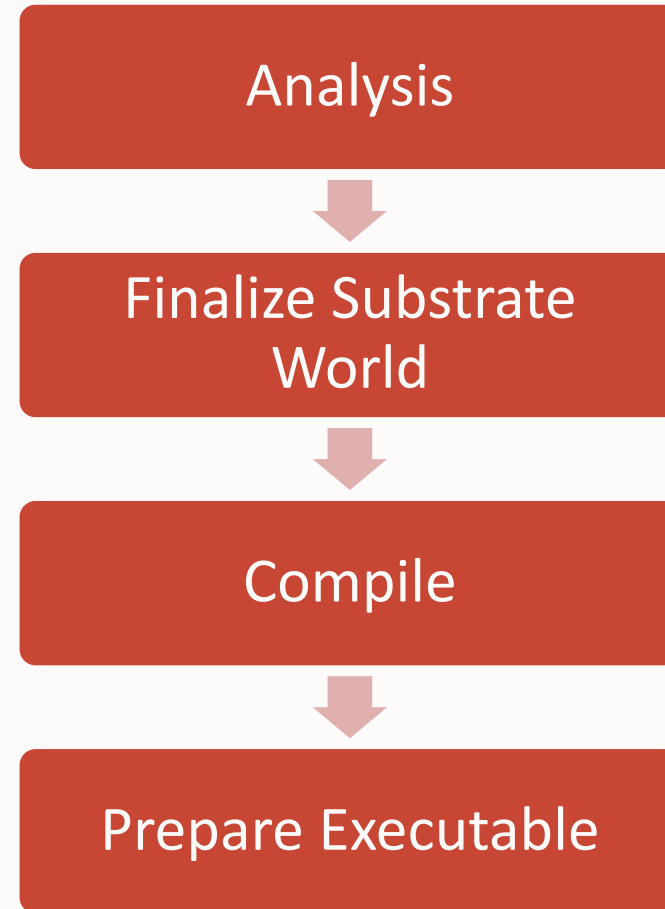 Analysis
Finalize Substrate
World
Compile
Prepare Executable